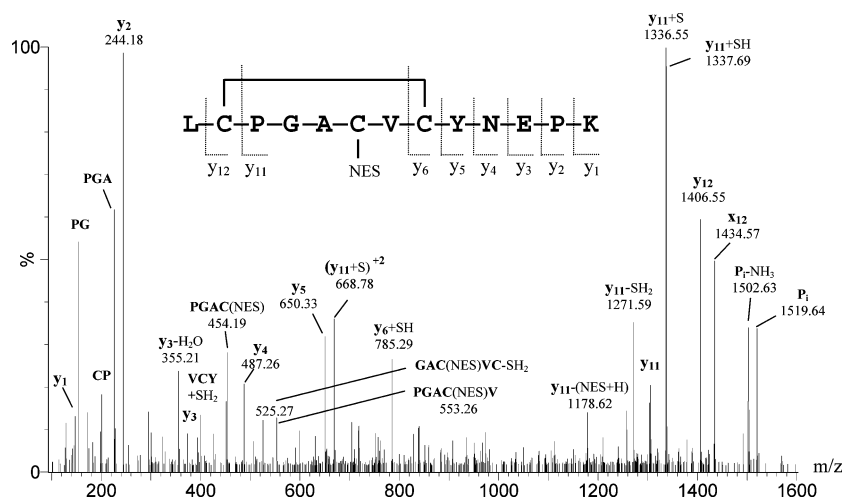 y2
244.18
y11+S
1336.55
y11+SH
1337.69
100
L-C-P-G-A-C-V-C-Y-N-E-P-K
y12 y11 NES y6 y5 y4 y3 y2 y1
PGA
PG
y12
1406.55
x12
1434.57
%
(y11+S)+2
668.78
y5
650.33
Pi-NH3
1502.63
Pi
1519.64
PGAC(NES)
454.19
y11-SH2
1271.59
y6+SH
785.29
y3-H2O
355.21
y4
487.26
GAC(NES)VC-SH2
525.27
y11
y1
CP
VCY
+SH2
PGAC(NES)V
553.26
y11-(NES+H)
1178.62
y3
0
200 400 600 800 1000 1200 1400 1600
m/z